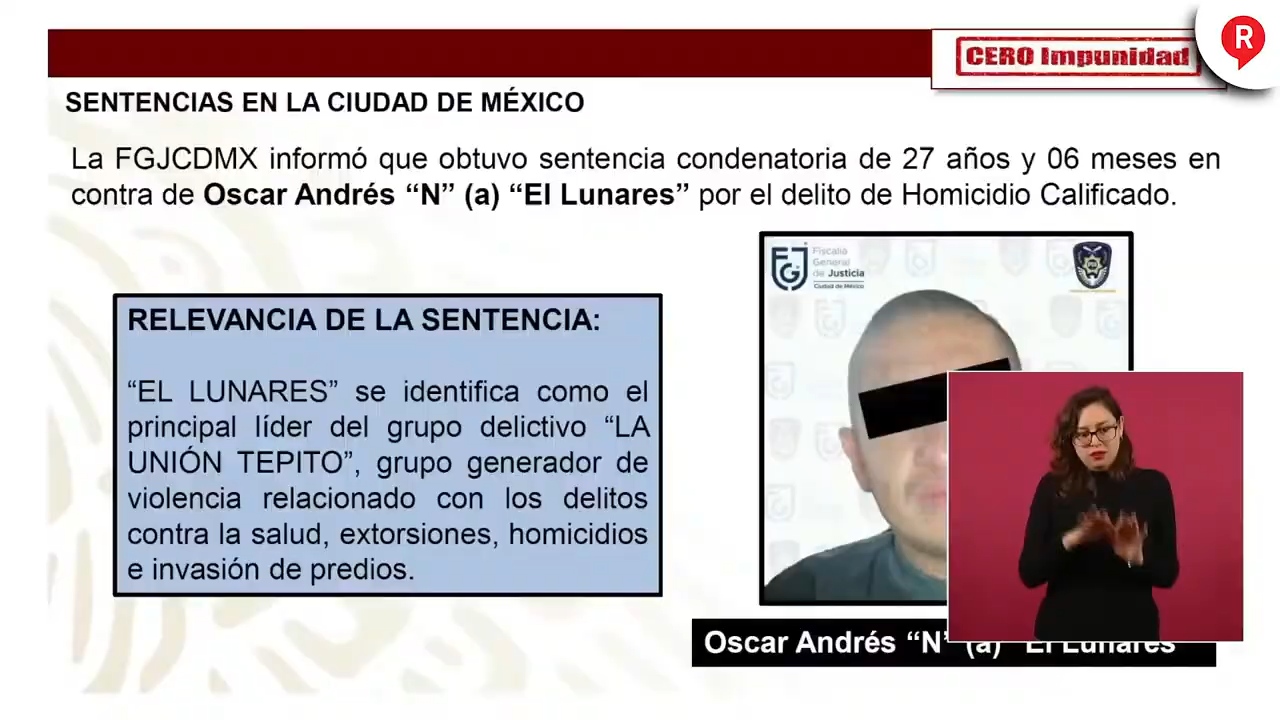 R
CERO Impunidad
SENTENCIAS EN LA CIUDAD DE MÉXICO
La FGJCDMX informó que obtuvo sentencia condenatoria de 27 años y 06 meses en
contra de Oscar Andrés “N” (a) “El Lunares” por el delito de Homicidio Calificado.
Fiscalía
General
de Justicia
Ciudad de México
RELEVANCIA DE LA SENTENCIA:
“EL LUNARES” se identifica como el
principal líder del grupo delictivo “LA
UNIÓN TEPITO”, grupo generador de
violencia relacionado con los delitos
contra la salud, extorsiones, homicidios
e invasión de predios.
Oscar Andrés “N” (a) “El Lunares”